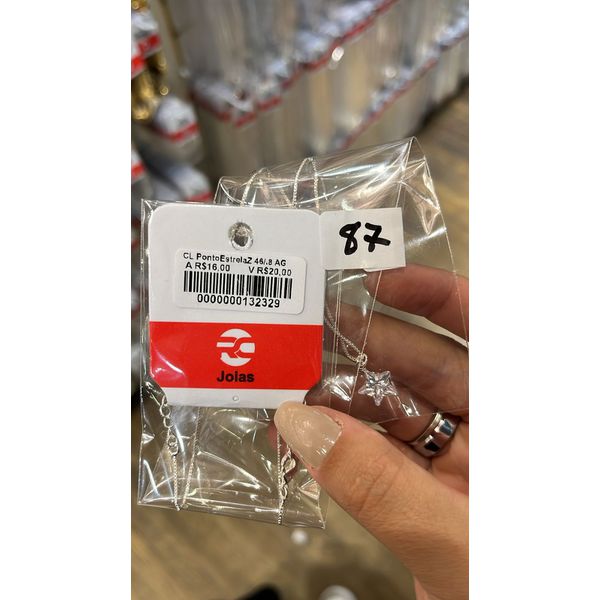 CL PontoEstrelaZ 46/.8 AG
A R$16,00 V R$20,00
0000000132329
Joias
87